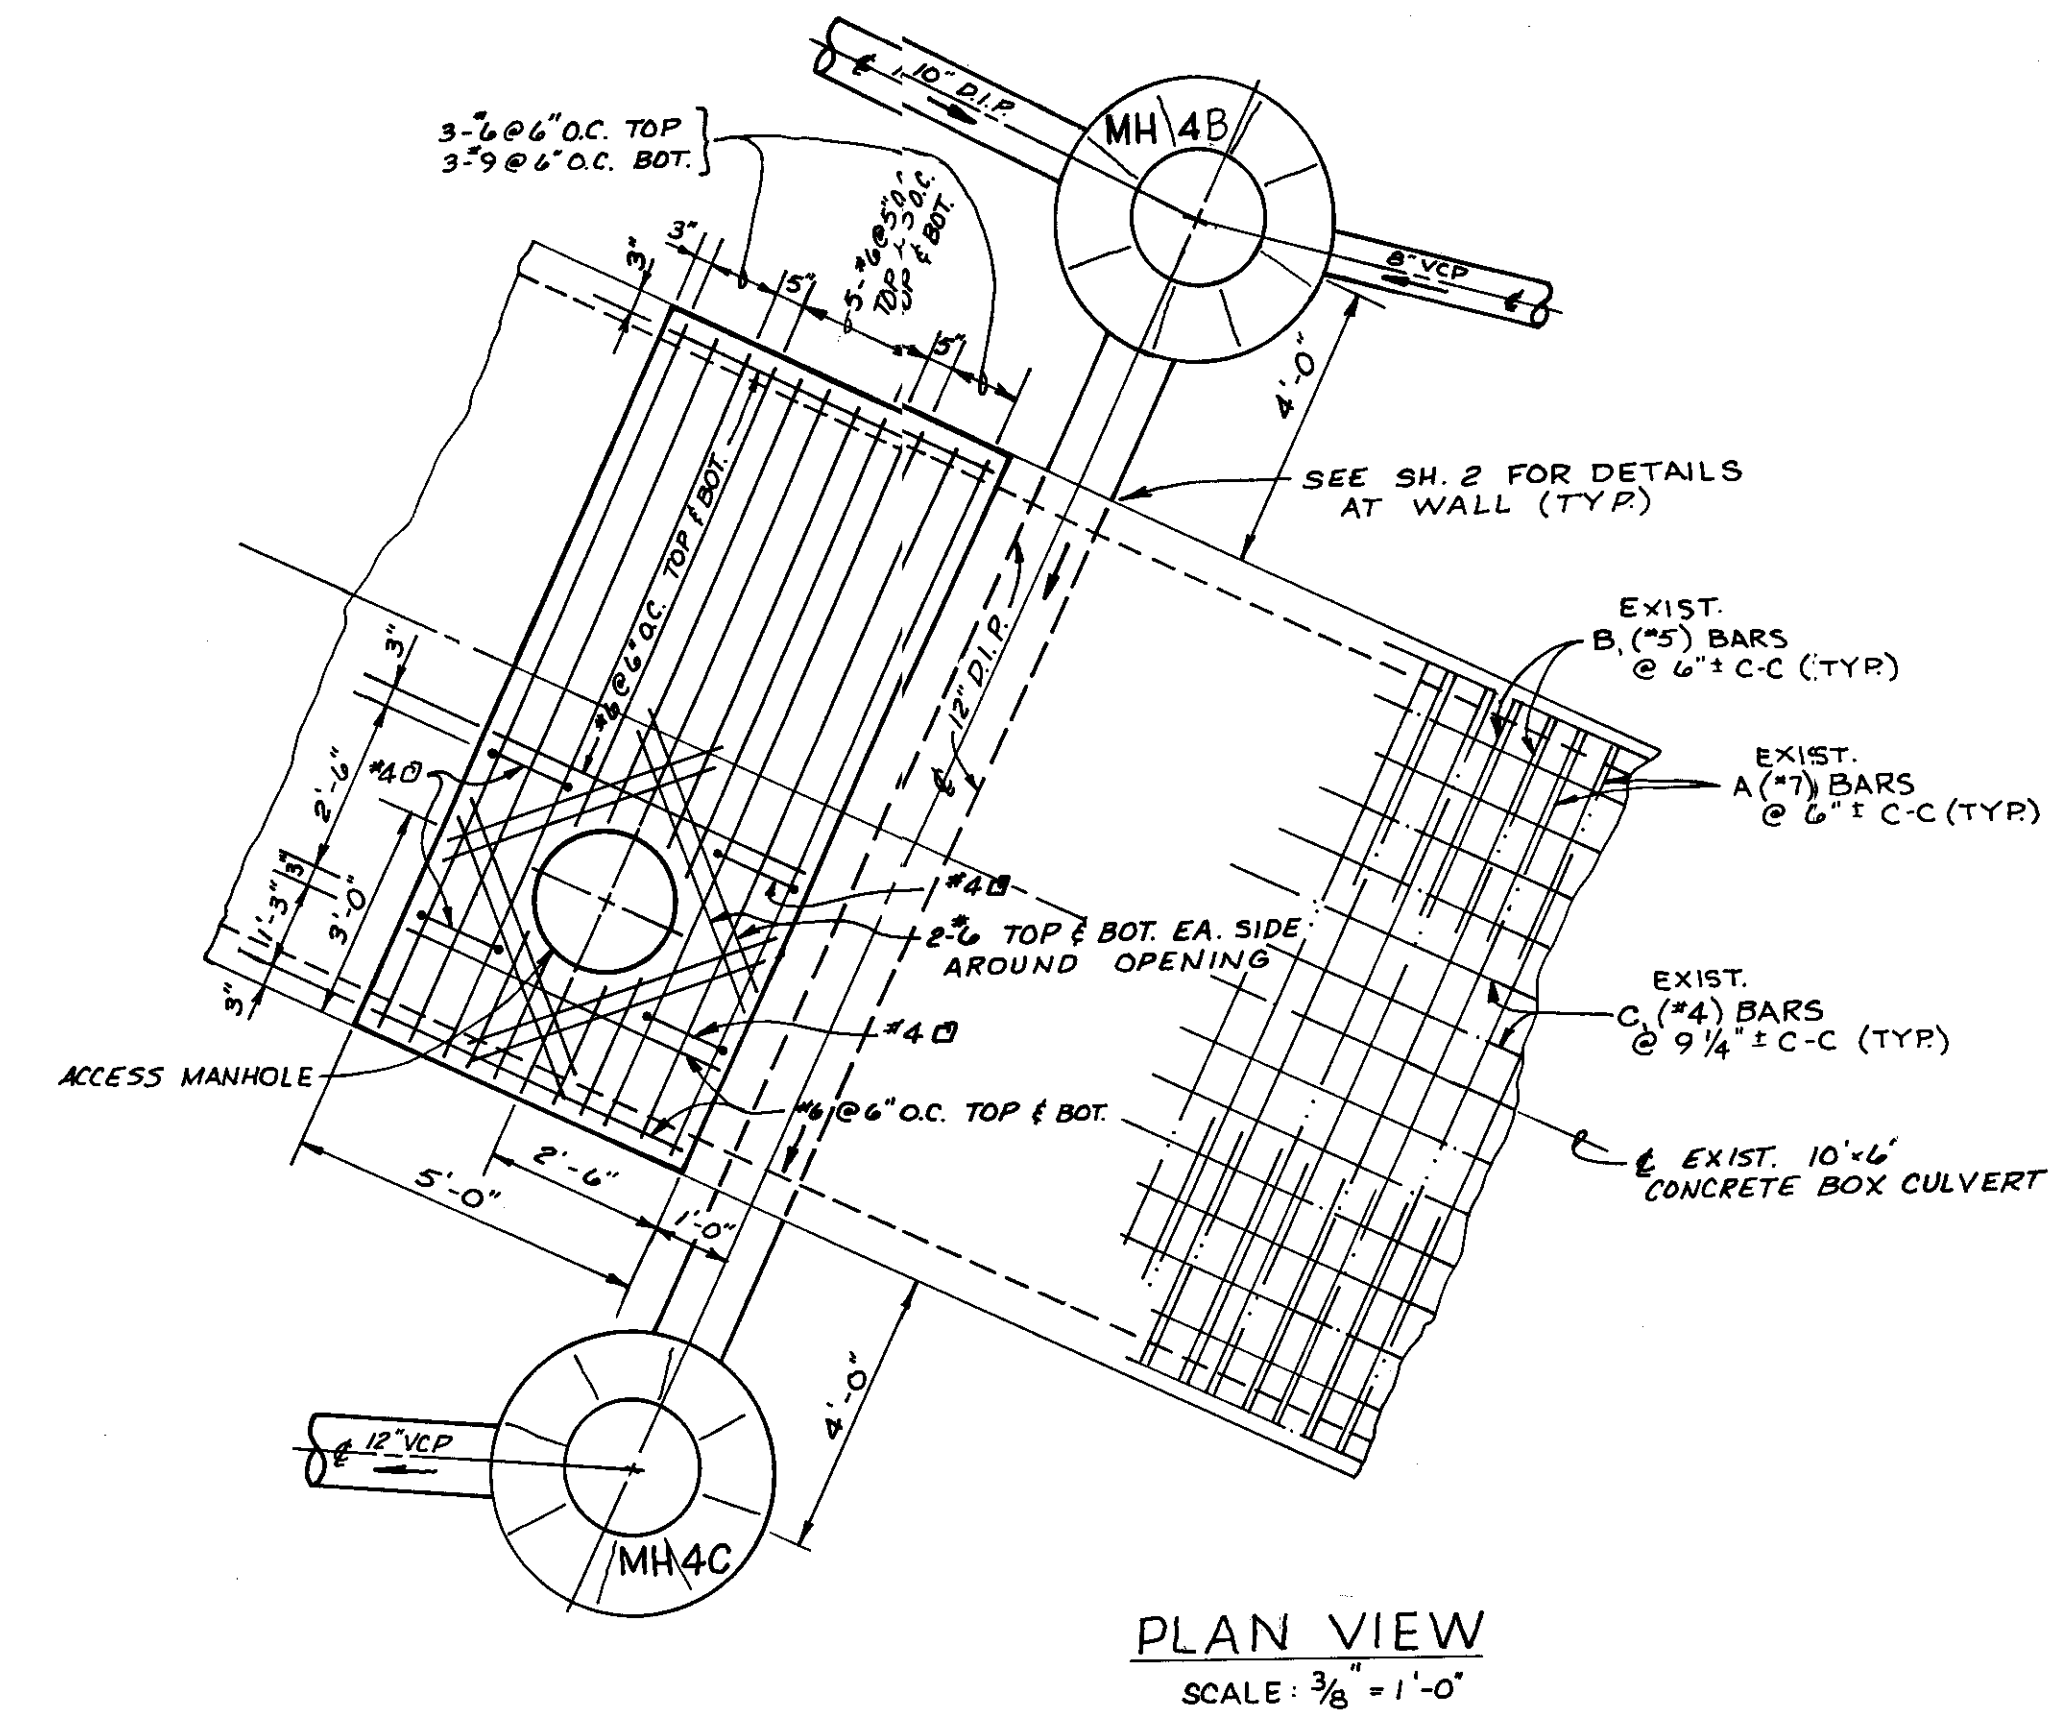 10" D.I.P.
MH 4B
3-#6@6" O.C. TOP
3-#9@6" O.C. BOT.
3"
3"
5"
5-#6@5" O.C.
TOP & BOT.
5"
8" VCP
4'-0"
SEE SH. 2 FOR DETAILS
AT WALL (TYP.)
#6 @ 6" O.C. TOP & BOT.
12" D.I.P.
EXIST.
B, (#5) BARS
@ 6"± C-C (TYP.)
EXIST.
A (#7) BARS
@ 6"± C-C (TYP.)
3"
2'-6"
#4
3"
1'-3"
3'-0"
3"
#4
2-#6 TOP & BOT. EA. SIDE
AROUND OPENING
EXIST.
C, (#4) BARS
@ 9 1/4"± C-C (TYP.)
#4
ACCESS MANHOLE
#6 @ 6" O.C. TOP & BOT.
℄ EXIST. 10'x6'
CONCRETE BOX CULVERT
5'-0"
2'-6"
1'-0"
4'-0"
℄ 12" VCP
MH 4C
PLAN VIEW
SCALE: 3/8" = 1'-0"